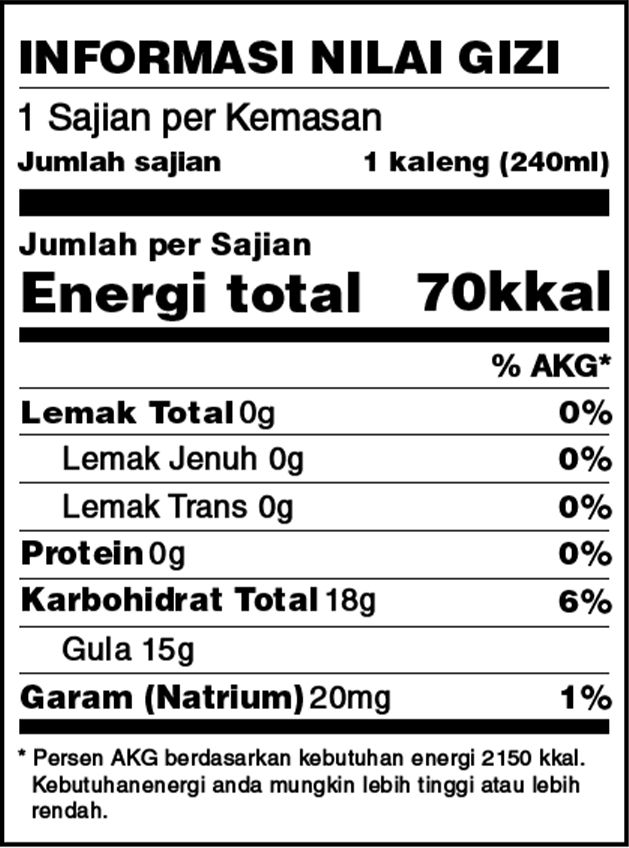 INFORMASI NILAI GIZI
1 Sajian per Kemasan
Jumlah sajian 1 kaleng (240ml)
Jumlah per Sajian
Energi total 70kkal
% AKG*
Lemak Total 0g 0%
Lemak Jenuh 0g 0%
Lemak Trans 0g 0%
Protein 0g 0%
Karbohidrat Total 18g 6%
Gula 15g
Garam (Natrium) 20mg 1%
* Persen AKG berdasarkan kebutuhan energi 2150 kkal.
Kebutuhanenergi anda mungkin lebih tinggi atau lebih
rendah.